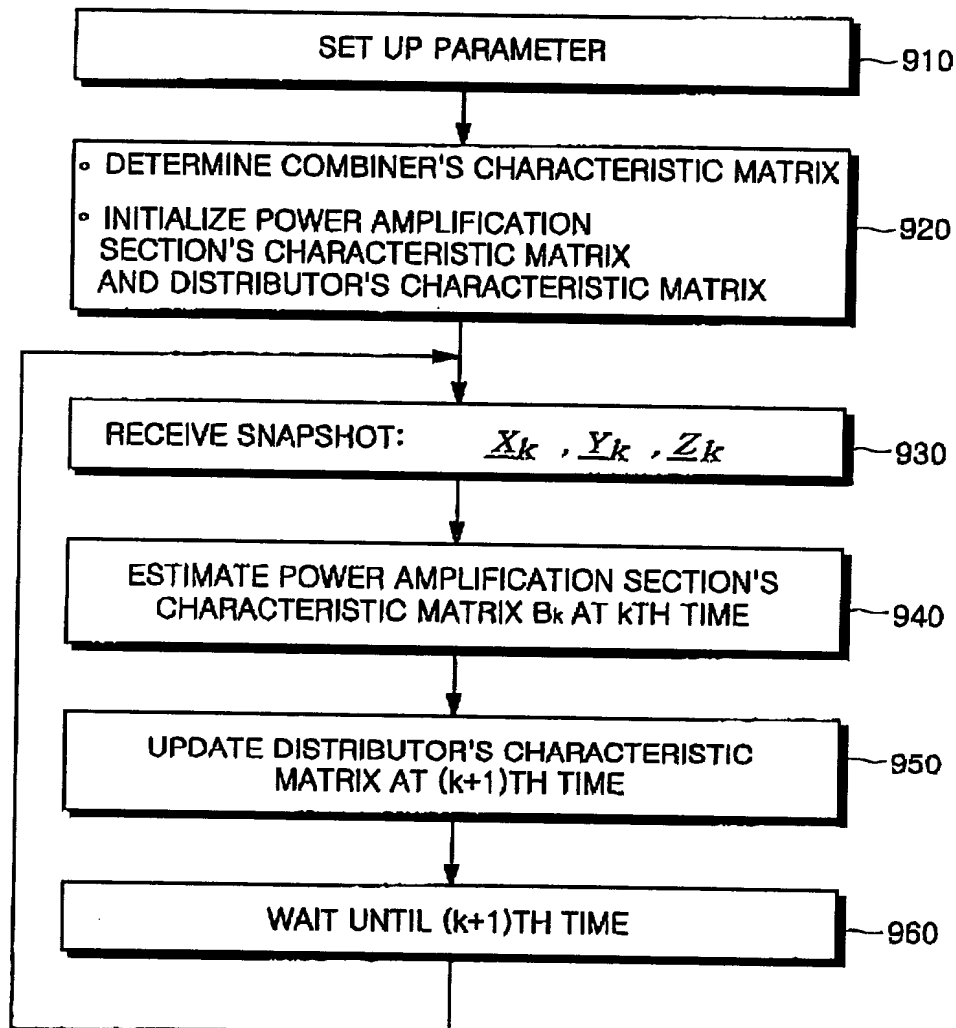 SET UP PARAMETER
910
• DETERMINE COMBINER'S CHARACTERISTIC MATRIX
• INITIALIZE POWER AMPLIFICATION
SECTION'S CHARACTERISTIC MATRIX
AND DISTRIBUTOR'S CHARACTERISTIC MATRIX
920
RECEIVE SNAPSHOT: X_k , Y_k , Z_k
930
ESTIMATE POWER AMPLIFICATION SECTION'S
CHARACTERISTIC MATRIX B_k AT KTH TIME
940
UPDATE DISTRIBUTOR'S CHARACTERISTIC
MATRIX AT (k+1)TH TIME
950
WAIT UNTIL (k+1)TH TIME
960